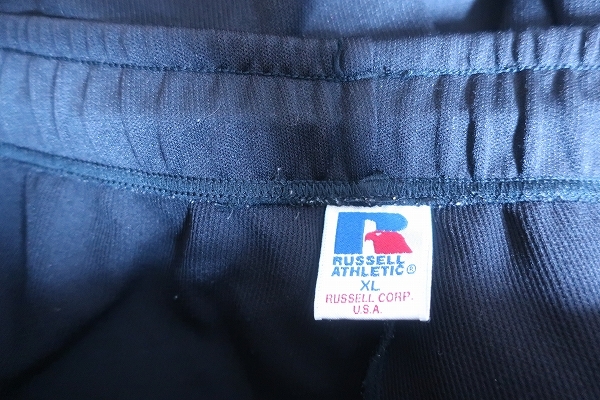 R
RUSSELL
ATHLETIC®
XL
RUSSELL CORP.
U.S.A.